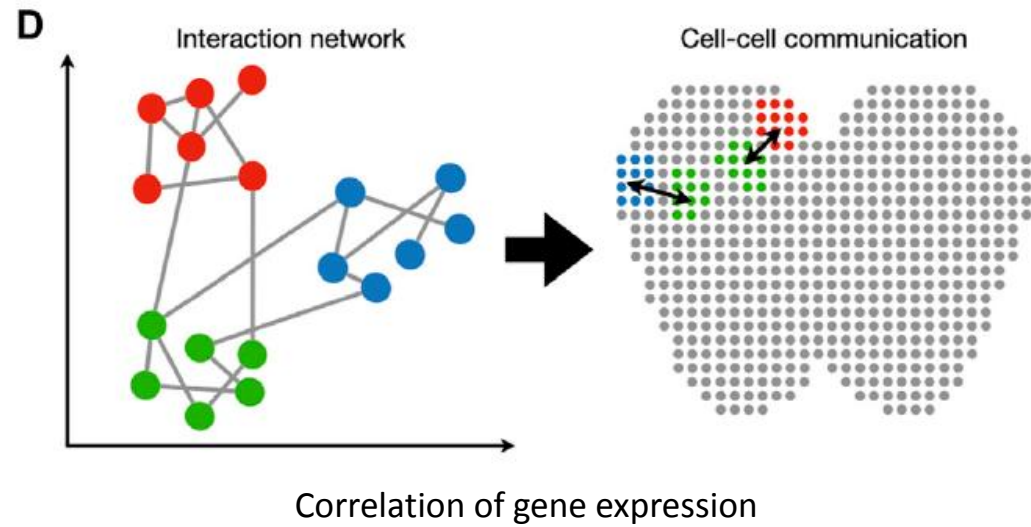 D
Interaction network
Cell-cell communication
Correlation of gene expression